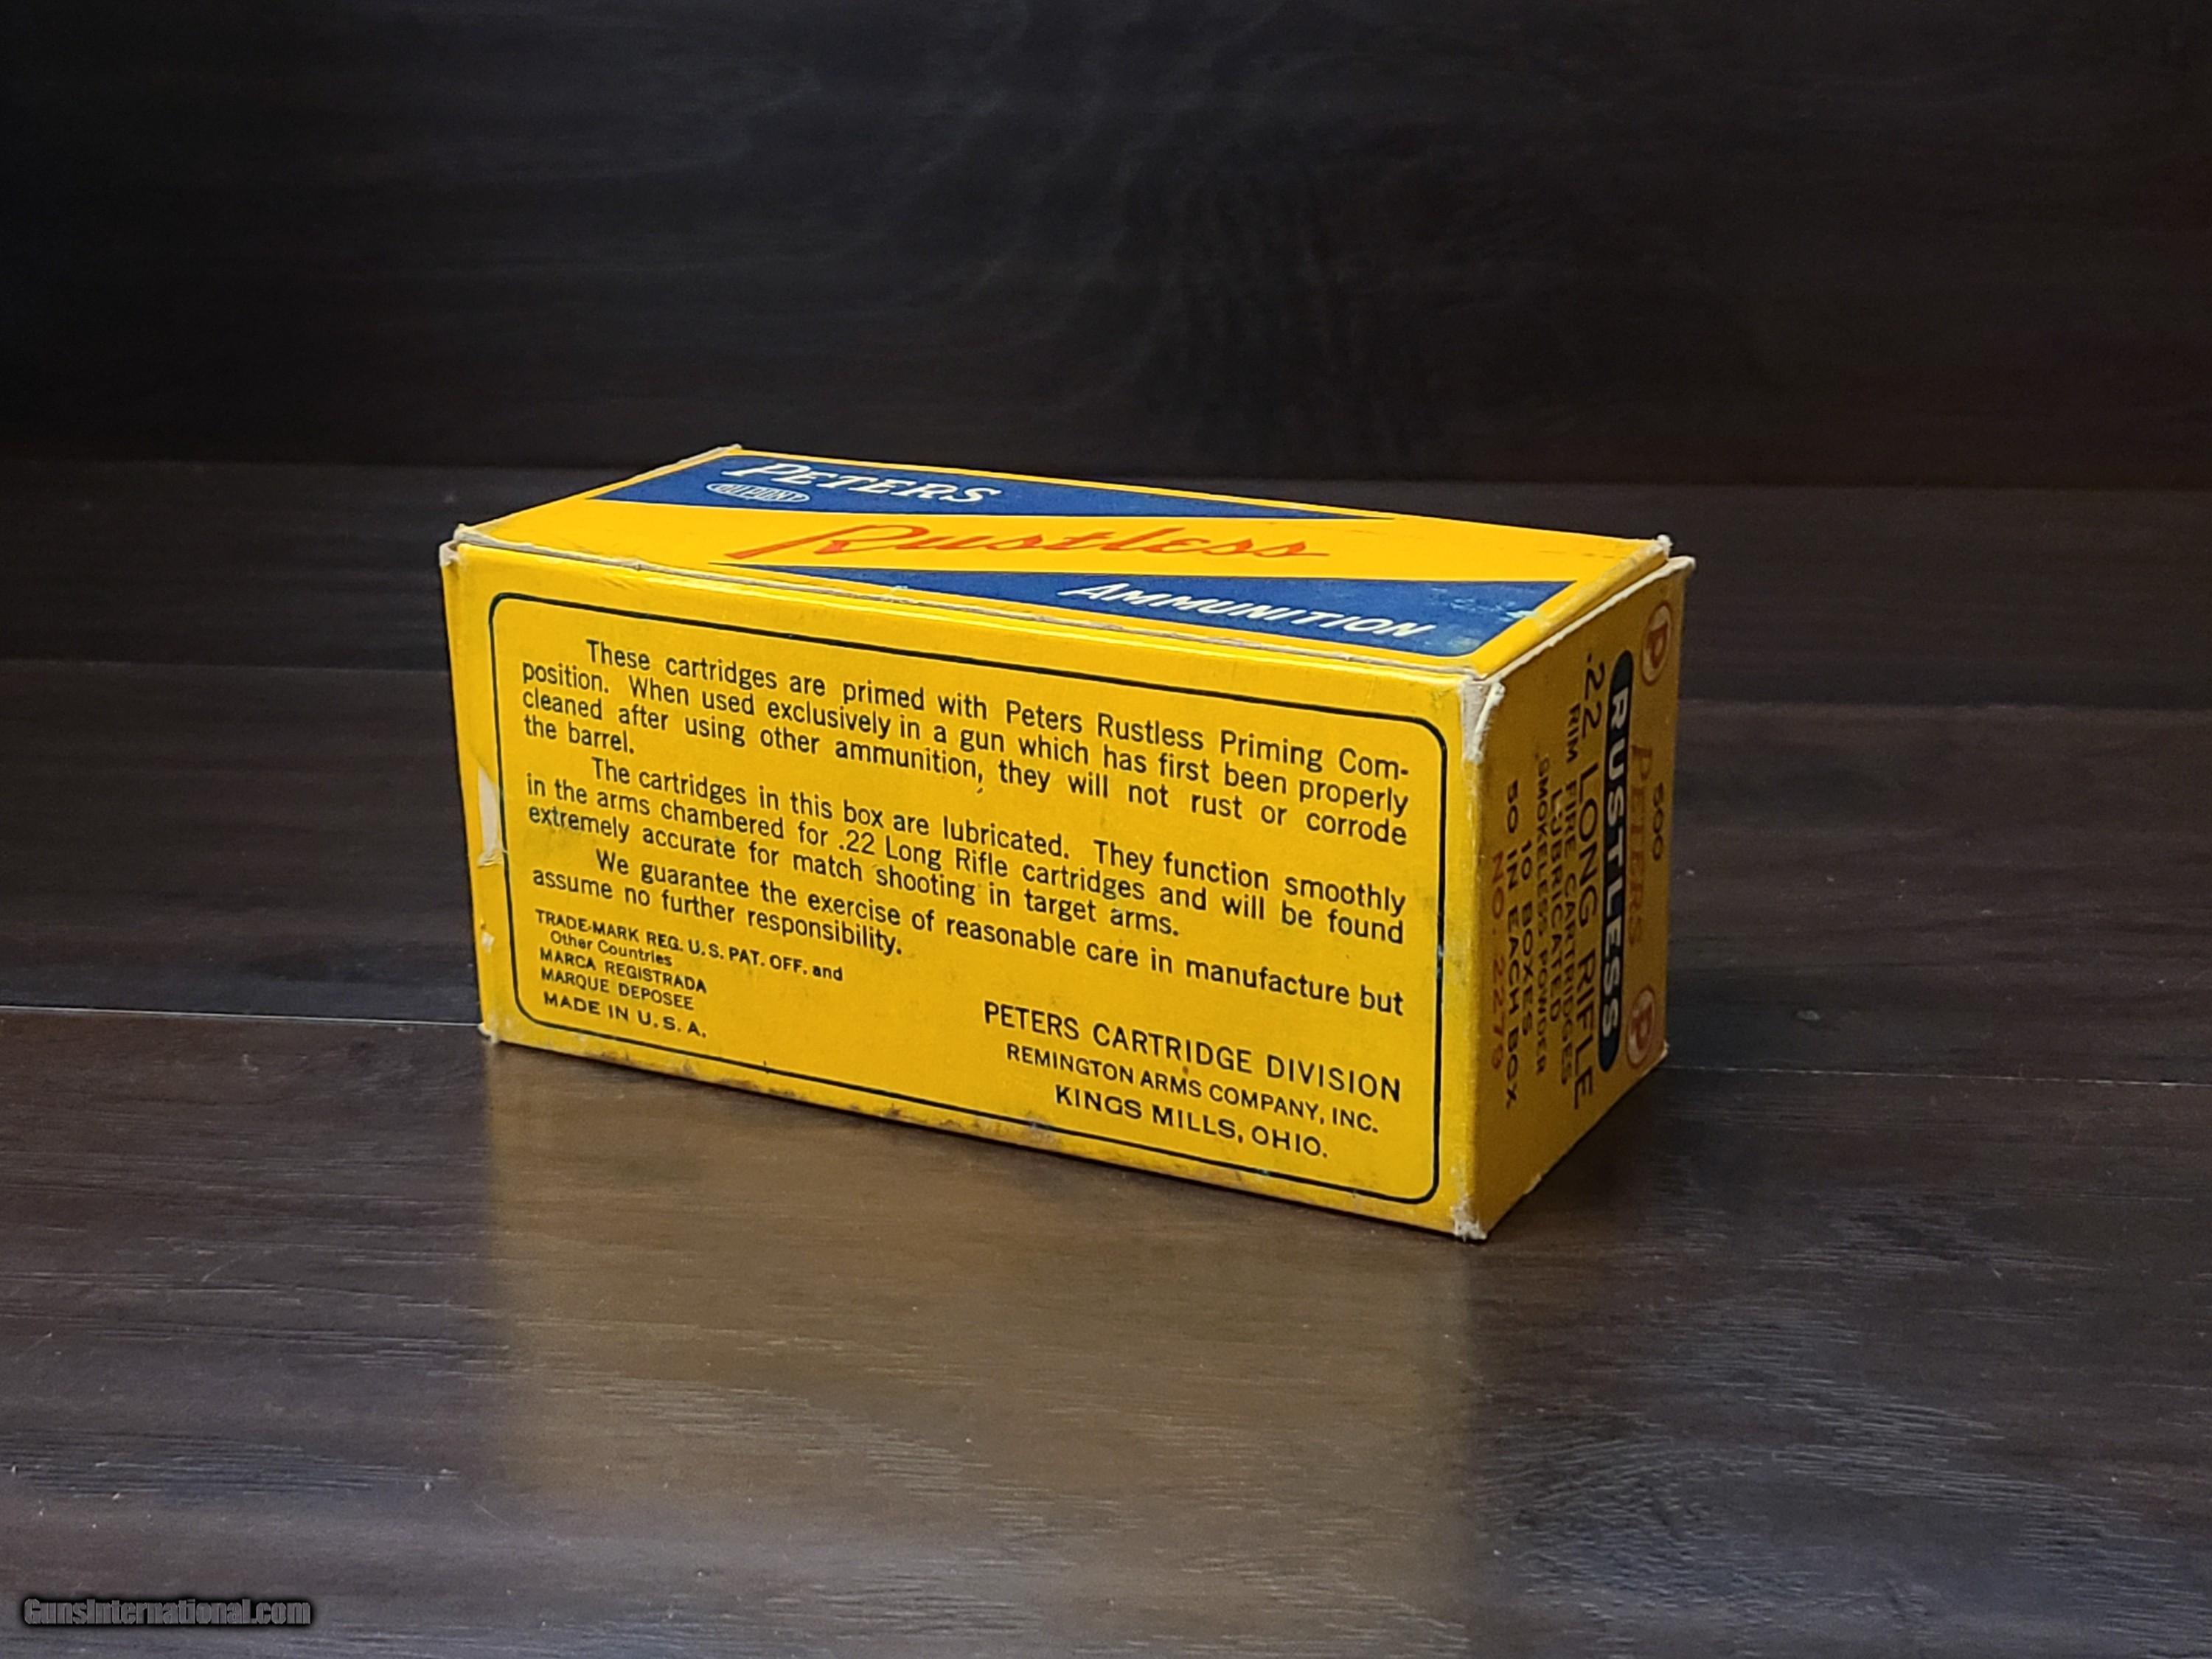 PETERS
DUPONT
Rustless
AMMUNITION
These cartridges are primed with Peters Rustless Priming Com-
position. When used exclusively in a gun which has first been properly
cleaned after using other ammunition, they will not rust or corrode
the barrel.
The cartridges in this box are lubricated. They function smoothly
in the arms chambered for .22 Long Rifle cartridges and will be found
extremely accurate for match shooting in target arms.
We guarantee the exercise of reasonable care in manufacture but
assume no further responsibility.
TRADE-MARK REG. U.S. PAT. OFF. and
Other Countries
MARCA REGISTRADA
MARQUE DEPOSEE
MADE IN U.S.A.
PETERS CARTRIDGE DIVISION
REMINGTON ARMS COMPANY, INC.
KINGS MILLS, OHIO.
500
P PETERS P
RUSTLESS
.22 LONG RIFLE
RIM FIRE CARTRIDGES
LUBRICATED
SMOKELESS POWDER
10 BOXES
50 IN EACH BOX
NO. 2276
GunsInternational.com